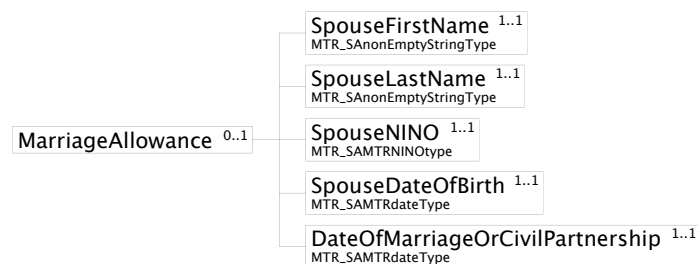 SpouseFirstName 1..1
MTR_SAnonEmptyStringType
SpouseLastName 1..1
MTR_SAnonEmptyStringType
MarriageAllowance 0..1
SpouseNINO 1..1
MTR_SAMTRNINOtype
SpouseDateOfBirth 1..1
MTR_SAMTRdateType
DateOfMarriageOrCivilPartnership 1..1
MTR_SAMTRdateType